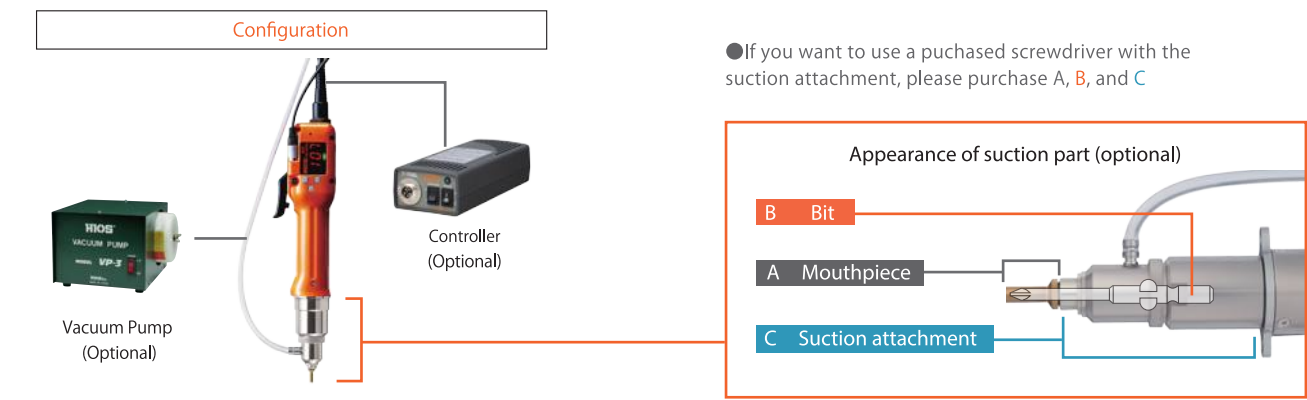 Configuration
●If you want to use a puchased screwdriver with the
suction attachment, please purchase A, B, and C
Appearance of suction part (optional)
B Bit
A Mouthpiece
C Suction attachment
HIOS
VACUUM PUMP
MODEL VP-3
Vacuum Pump
(Optional)
Controller
(Optional)